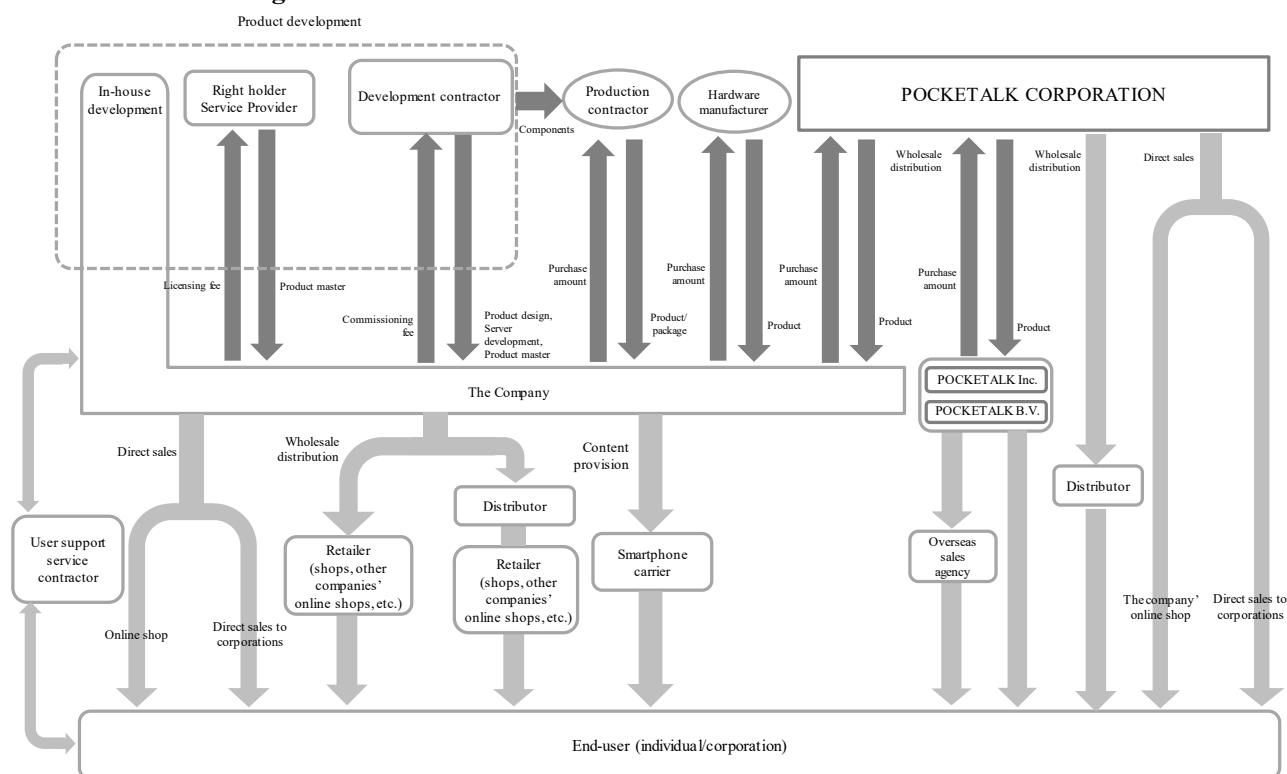 Product development
In-house
development
Right holder
Service Provider
Development contractor
Components
Production
contractor
Hardware
manufacturer
POCKETALK CORPORATION
Wholesale
distribution
Wholesale
distribution
Direct sales
Licensing fee
Product master
Commissioning
fee
Product design,
Server
development,
Product master
Purchase
amount
Product/
package
Purchase
amount
Product
Purchase
amount
Product
Purchase
amount
Product
The Company
POCKETALK Inc.
POCKETALK B.V.
Direct sales
Wholesale
distribution
Content
provision
Distributor
Distributor
User support
service
contractor
Retailer
(shops, other
companies’
online shops, etc.)
Retailer
(shops, other
companies’
online shops, etc.)
Smartphone
carrier
Overseas
sales
agency
Online shop
Direct sales to
corporations
The company’
online shop
Direct sales to
corporations
End-user (individual/corporation)